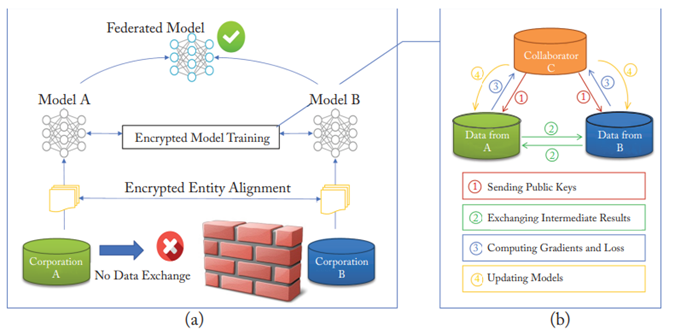 Federated Model
Model A
Model B
Encrypted Model Training
Encrypted Entity Alignment
Corporation
A
No Data Exchange
Corporation
B
(a)
Collaborator
C
4
3
1
1
3
4
Data from
A
2
2
Data from
B
1 Sending Public Keys
2 Exchanging Intermediate Results
3 Computing Gradients and Loss
4 Updating Models
(b)